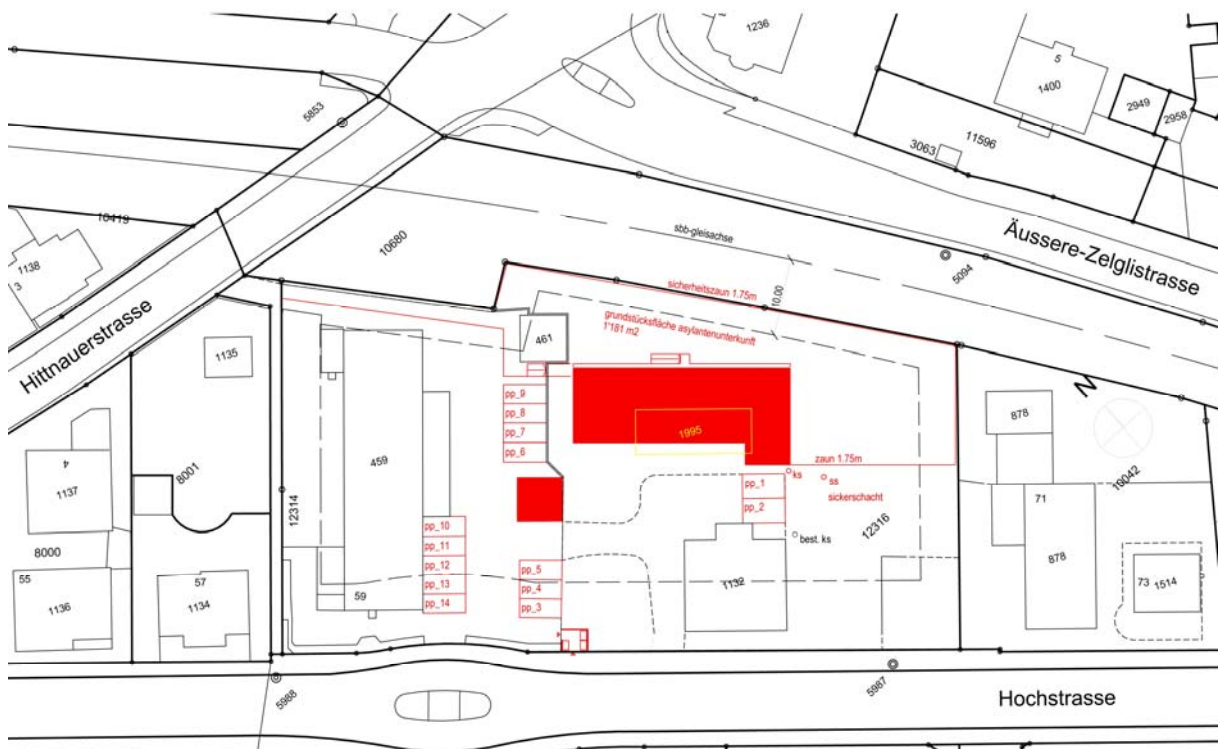 1236
5
1400
2949
2958
5853
11596
3063
10419
10680
sbb-gleisachse
Äussere-Zelglistrasse
1138
3
5094
sicherheitszaun 1.75m
10.00
Hittnauerstrasse
grundstücksfläche asylantenunterkunft
1'181 m2
461
1135
N
pp_9
pp_8
pp_7
pp_6
878
1995
459
zaun 1.75m
4
1137
8001
ks
ss
sickerschacht
pp_1
pp_2
12314
71
19042
pp_10
pp_11
pp_12
pp_13
pp_14
12316
best. ks
8000
878
55
1136
57
1134
59
pp_5
pp_4
pp_3
1132
73
1514
5988
5987
Hochstrasse